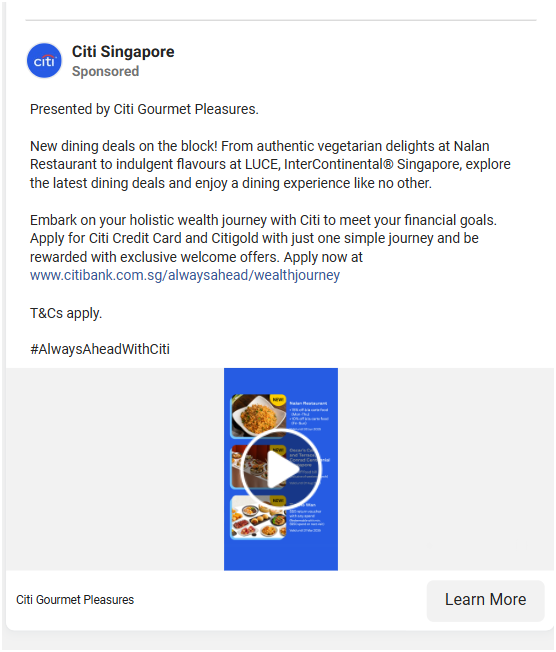 Citi Singapore
citi
Sponsored
Presented by Citi Gourmet Pleasures.
New dining deals on the block! From authentic vegetarian delights at Nalan
Restaurant to indulgent flavours at LUCE, InterContinental® Singapore, explore
the latest dining deals and enjoy a dining experience like no other.
Embark on your holistic wealth journey with Citi to meet your financial goals.
Apply for Citi Credit Card and Citigold with just one simple journey and be
rewarded with exclusive welcome offers. Apply now at
www.citibank.com.sg/alwaysahead/wealthjourney
T&Cs apply.
#AlwaysAheadWithCiti
NEW
Nalan Restaurant
NEW
NEW
Citi Gourmet Pleasures
Learn More